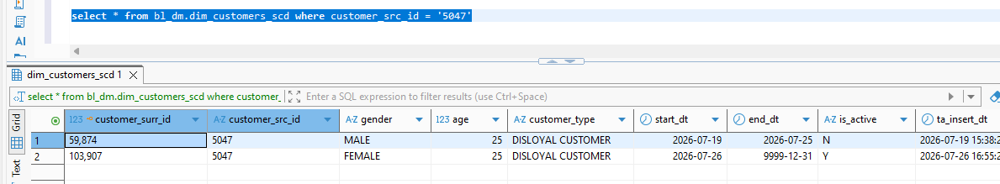 select * from bl_dm.dim_customers_scd where customer_src_id = '5047'
AI
dim_customers_scd 1
select * from bl_dm.dim_customers_scd where customer_ Enter a SQL expression to filter results (use Ctrl+Space)
Grid
Text
123 customer_surr_id A-Z customer_src_id A-Z gender 123 age A-Z customer_type start_dt end_dt A-Z is_active ta_insert_dt
1 59,874 5047 MALE 25 DISLOYAL CUSTOMER 2026-07-19 2026-07-25 N 2026-07-19 15:38:2
2 103,907 5047 FEMALE 25 DISLOYAL CUSTOMER 2026-07-26 9999-12-31 Y 2026-07-26 16:55:2